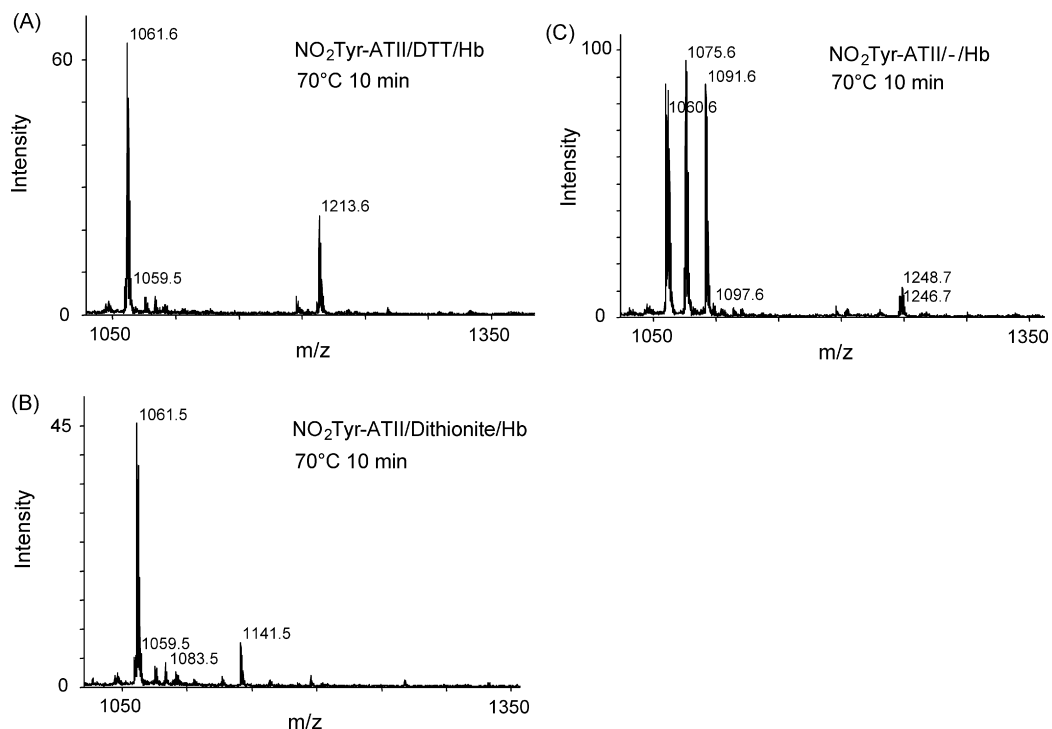 (A)
1061.6
60
NO₂Tyr-ATII/DTT/Hb
70°C 10 min
Intensity
1213.6
1059.5
0
1050
1350
m/z
(C)
100
1075.6
NO₂Tyr-ATII/-/Hb
70°C 10 min
1091.6
1060.6
Intensity
1248.7
1246.7
1097.6
0
1050
1350
m/z
(B)
45
1061.5
NO₂Tyr-ATII/Dithionite/Hb
70°C 10 min
Intensity
1059.5
1083.5
1141.5
0
1050
1350
m/z